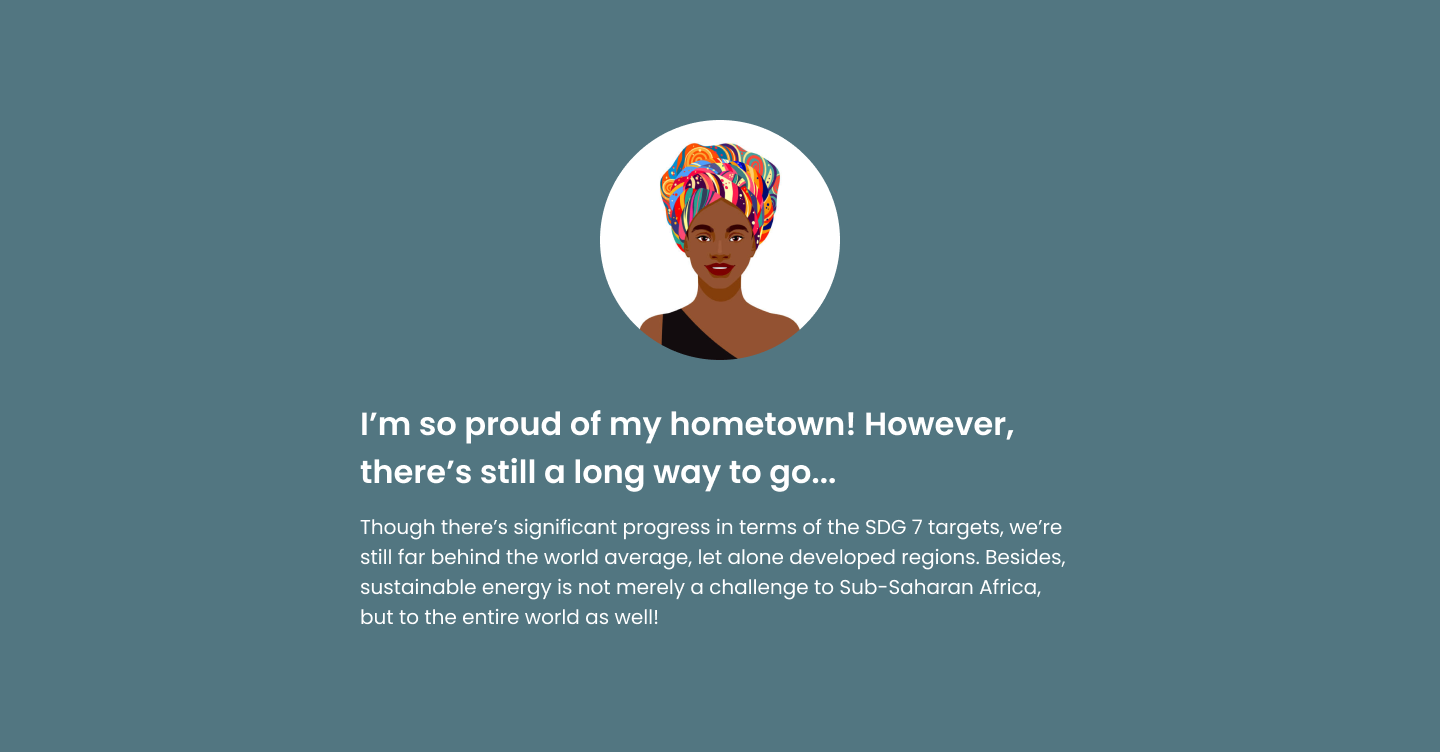 I’m so proud of my hometown! However,
there’s still a long way to go...
Though there’s significant progress in terms of the SDG 7 targets, we’re
still far behind the world average, let alone developed regions. Besides,
sustainable energy is not merely a challenge to Sub-Saharan Africa,
but to the entire world as well!